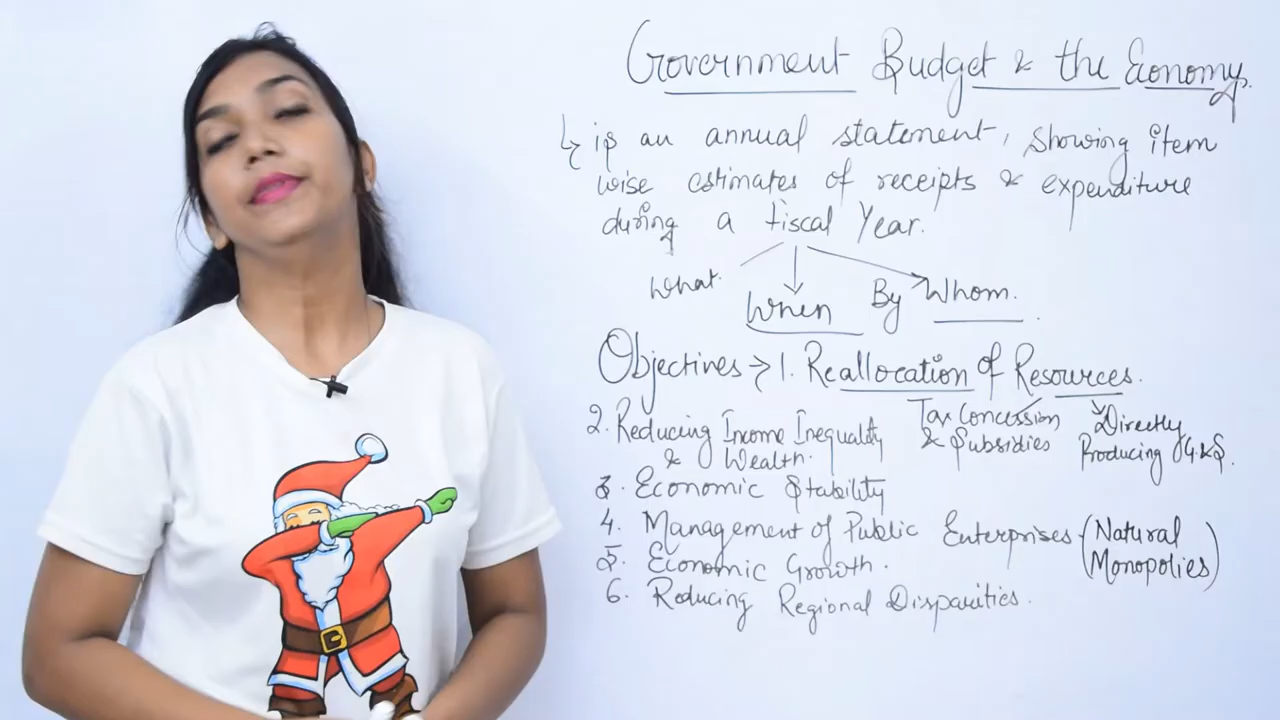 Government Budget & the Economy.
↳ is an annual statement, showing item
wise estimates of receipts & expenditure
during a fiscal Year.
What.
When
By Whom.
Objectives → 1. Reallocation of Resources.
Tax Concession
& Subsidies
Directly
Producing G.&S.
2. Reducing Income Inequality
& Wealth.
3. Economic Stability
4. Management of Public Enterprises (Natural
Monopolies)
5. Economic Growth.
6. Reducing Regional Disparities.